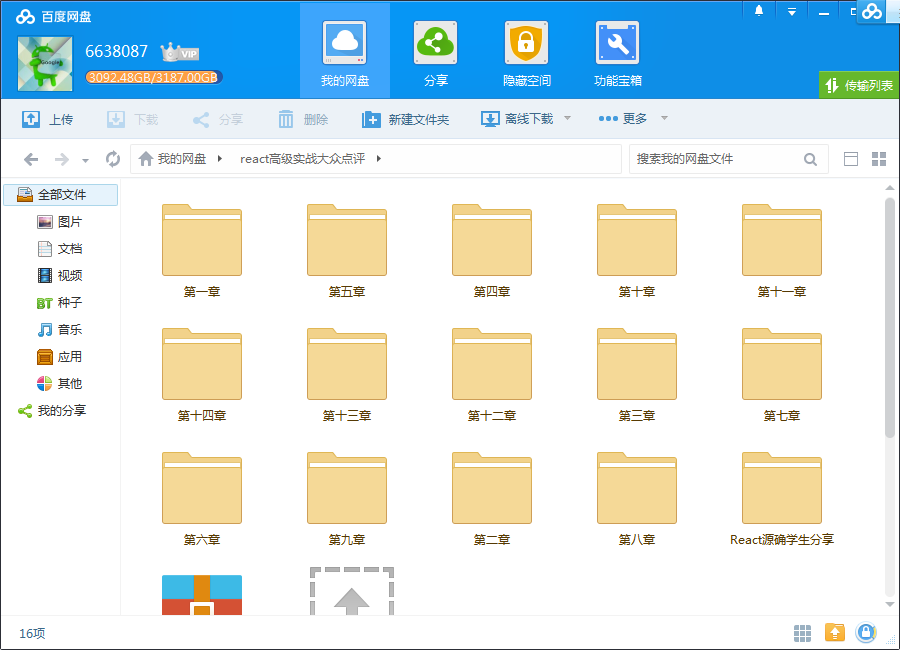 百度网盘
6638087 VIP
3092.48GB/3187.00GB
我的网盘 分享 隐藏空间 功能宝箱
传输列表
上传 下载 分享 删除 新建文件夹 离线下载 更多
我的网盘 react高级实战大众点评 搜索我的网盘文件
全部文件
图片
文档
视频
BT 种子
音乐
应用
其他
我的分享
第一章 第五章 第四章 第十章 第十一章
第十四章 第十三章 第十二章 第三章 第七章
第六章 第九章 第二章 第八章 React源确学生分享
16项